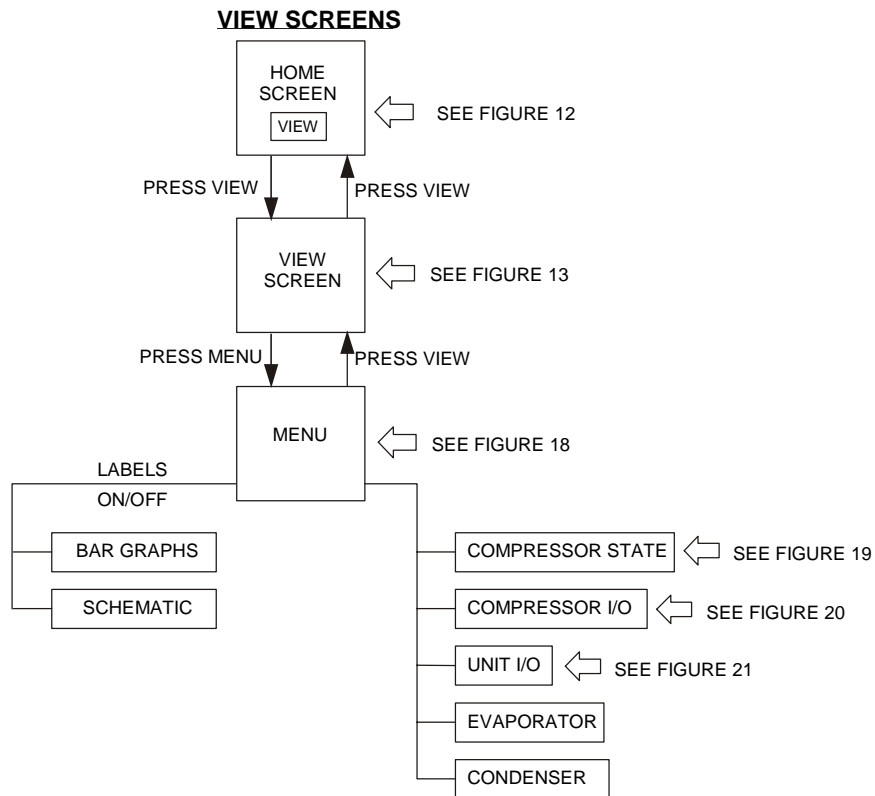 VIEW SCREENS
HOME
SCREEN
VIEW
SEE FIGURE 12
PRESS VIEW
PRESS VIEW
VIEW
SCREEN
SEE FIGURE 13
PRESS MENU
PRESS VIEW
MENU
SEE FIGURE 18
LABELS
ON/OFF
BAR GRAPHS
SCHEMATIC
COMPRESSOR STATE
SEE FIGURE 19
COMPRESSOR I/O
SEE FIGURE 20
UNIT I/O
SEE FIGURE 21
EVAPORATOR
CONDENSER